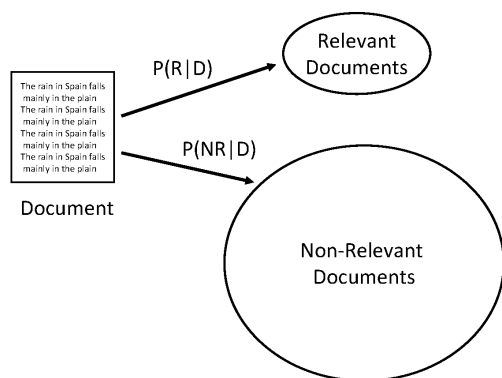 Relevant
Documents
P(R|D)
The rain in Spain falls
mainly in the plain
The rain in Spain falls
mainly in the plain
The rain in Spain falls
mainly in the plain
The rain in Spain falls
mainly in the plain
P(NR|D)
Document
Non-Relevant
Documents